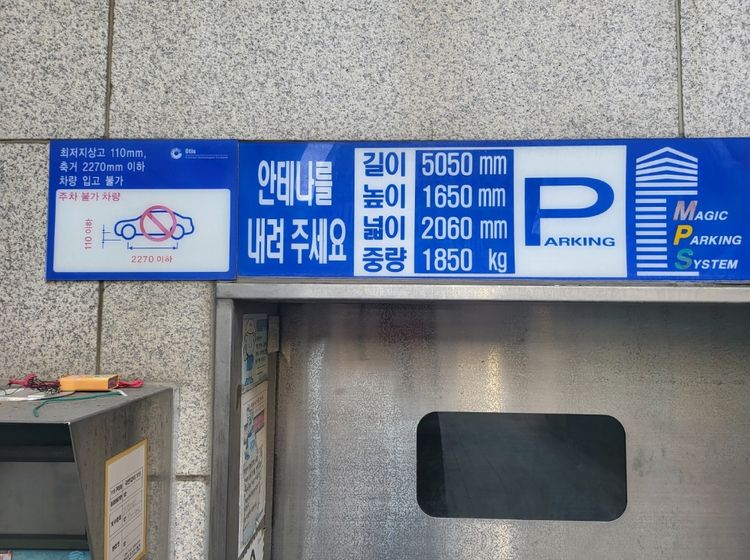 최저지상고 110mm,
축거 2270mm 이하
차량 입고 불가
Otis
주차 불가 차량
110 이하
2270 이하
안테나를
내려 주세요
길이 5050 mm
높이 1650 mm
넓이 2060 mm
중량 1850 kg
P
PARKING
MAGIC
PARKING
SYSTEM